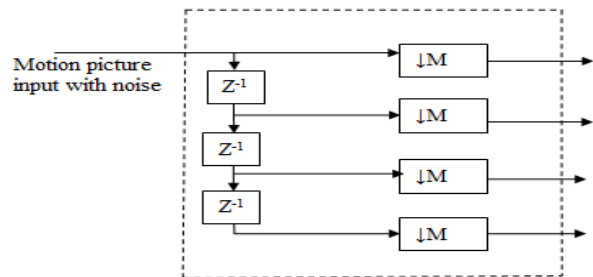 Motion picture
input with noise
↓M
Z-1
↓M
Z-1
↓M
Z-1
↓M